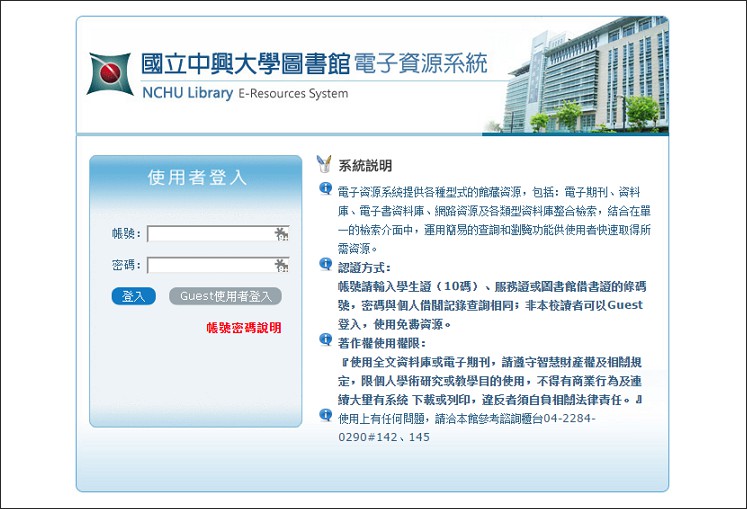 國立中興大學圖書館 電子資源系統
NCHU Library E-Resources System
使用者登入
帳號：
密碼：
登入 Guest使用者登入
帳號密碼說明
系統說明
電子資源系統提供各種型式的館藏資源，包括：電子期刊、資料
庫、電子書資料庫、網路資源及各類型資料庫整合檢索，結合在單
一的檢索介面中，運用簡易的查詢和瀏覽功能供使用者快速取得所
需資源。
認證方式：
帳號請輸入學生證（10碼）、服務證或圖書館借書證的條碼
號，密碼與個人借閱記錄查詢相同；非本校讀者可以Guest
登入，使用免費資源。
著作權使用權限：
『使用全文資料庫或電子期刊，請遵守智慧財產權及相關規
定，限個人學術研究或教學目的使用，不得有商業行為及連
續大量有系統 下載或列印，違反者須自負相關法律責任。』
使用上有任何問題，請洽本館參考諮詢櫃台04-2284-
0290#142、145